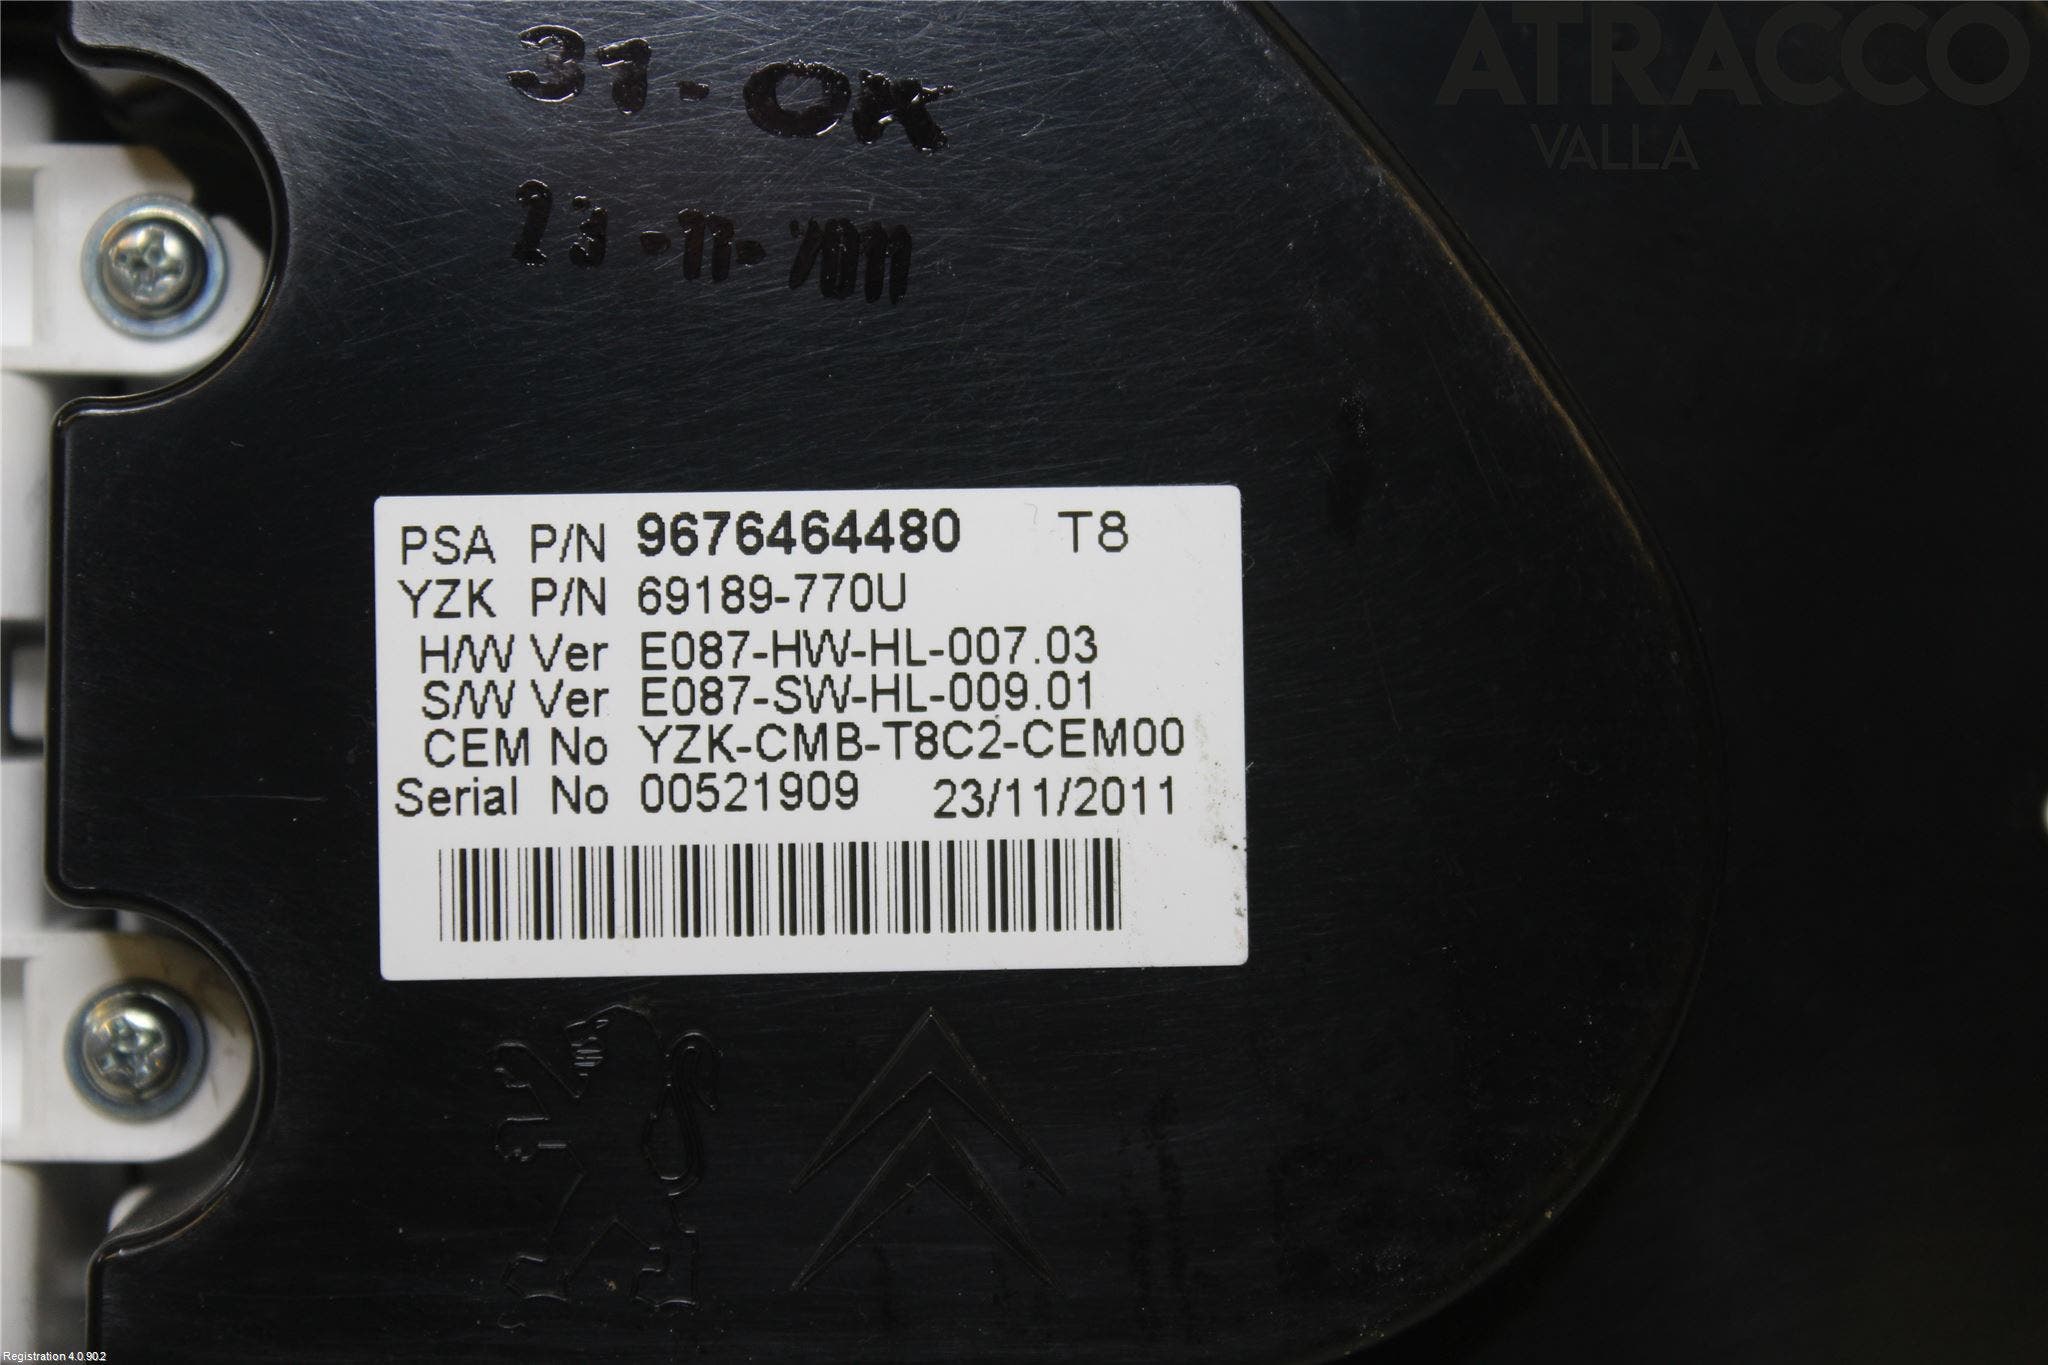 ATRACCO
VALLA
31-OK
23-11-2011
PSA P/N 9676464480 T8
YZK P/N 69189-770U
H/W Ver E087-HW-HL-007.03
S/W Ver E087-SW-HL-009.01
CEM No YZK-CMB-T8C2-CEM00
Serial No 00521909 23/11/2011
Registration 4.0.90.2